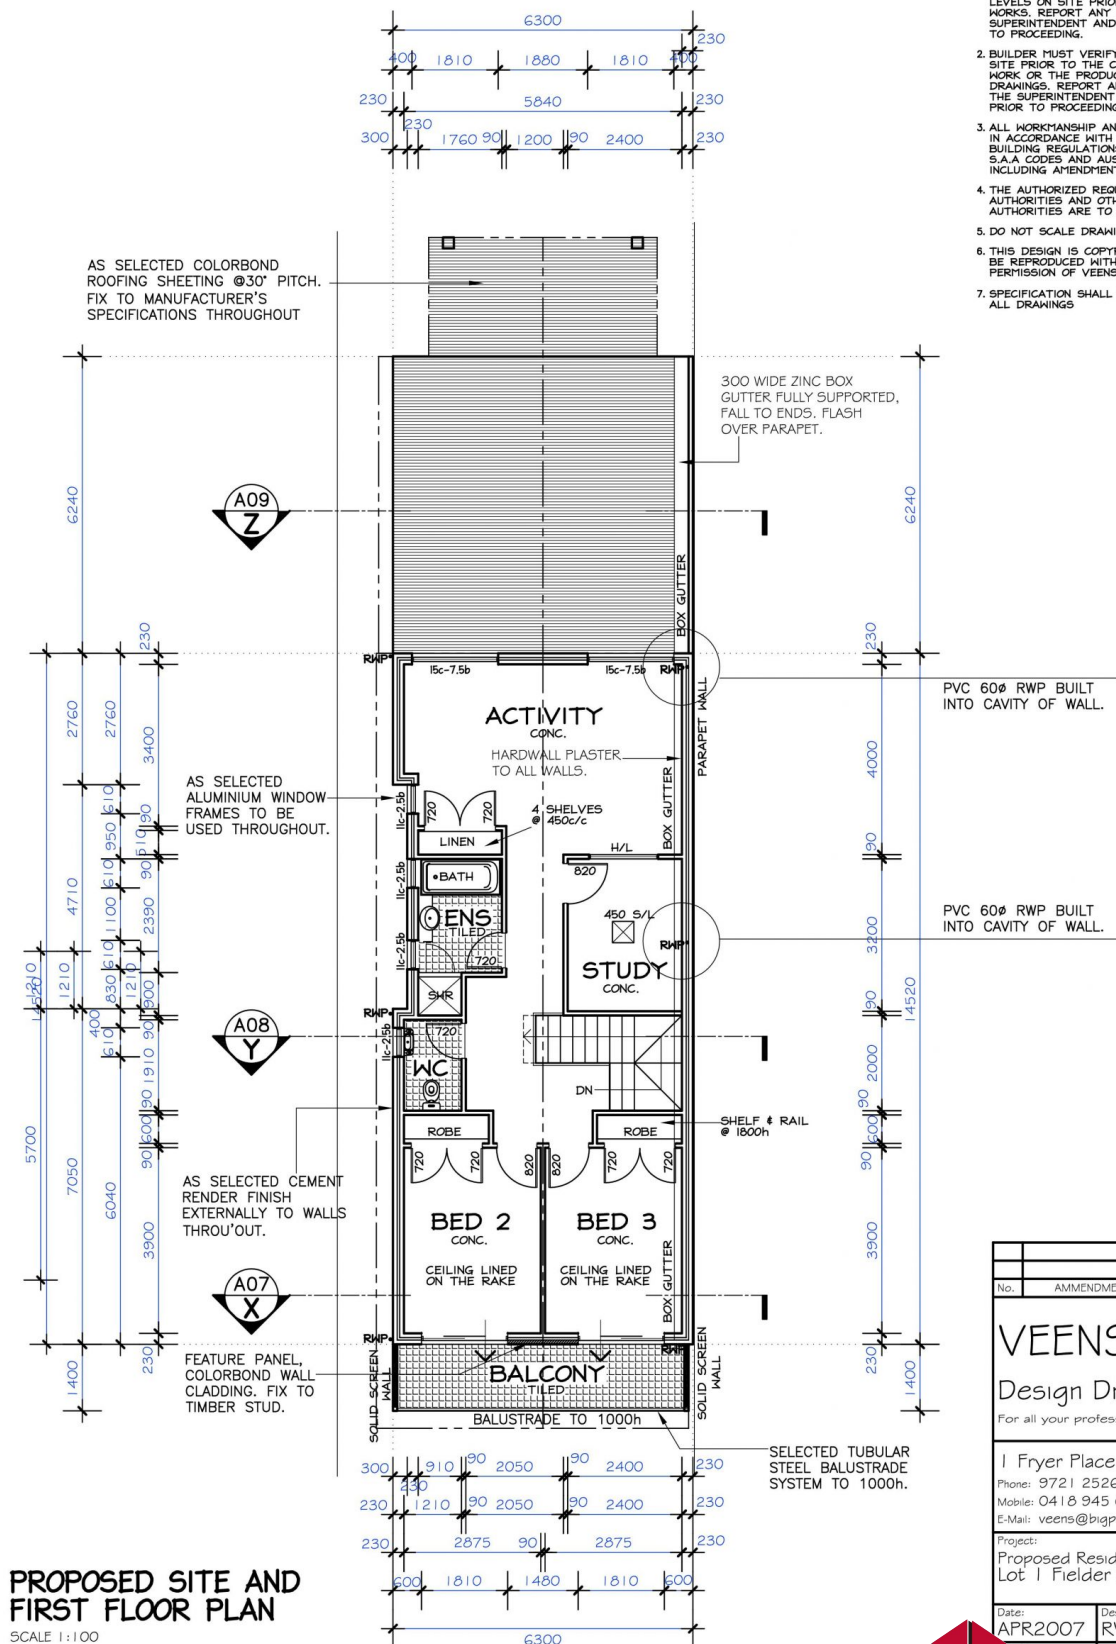 6300
230
400 1810 1880 1810 400
230 5840 230
230
300 1760 90 1200 90 2400 230
LEVELS ON SITE PRIOR
WORKS. REPORT ANY
SUPERINTENDENT AND
TO PROCEEDING.
2. BUILDER MUST VERIFY
SITE PRIOR TO THE
WORK OR THE
DRAWINGS. REPORT
THE SUPERINTENDENT
PRIOR TO PROCEEDING
3. ALL WORKMANSHIP
IN ACCORDANCE WITH
BUILDING REGULATIONS
S.A.A CODES AND
INCLUDING
4. THE AUTHORIZED
AUTHORITIES AND
AUTHORITIES ARE TO
5. DO NOT SCALE
6. THIS DESIGN IS
BE REPRODUCED WITH
PERMISSION OF VEENS
7. SPECIFICATION SHALL
ALL DRAWINGS
AS SELECTED COLORBOND
ROOFING SHEETING @30° PITCH.
FIX TO MANUFACTURER'S
SPECIFICATIONS THROUGHOUT
300 WIDE ZINC BOX
GUTTER FULLY SUPPORTED,
FALL TO ENDS. FLASH
OVER PARAPET.
6240
6240
A09
Z
BOX GUTTER
230
230
RWP
15c-7.5b
15c-7.5b
RWP
PVC 60ø RWP BUILT
INTO CAVITY OF WALL.
ACTIVITY
CONC.
PARAPET WALL
HARDWALL PLASTER
TO ALL WALLS.
BOX GUTTER
2760
2760
3400
4000
AS SELECTED
ALUMINIUM WINDOW
FRAMES TO BE
USED THROUGHOUT.
11c-2.5b
720
720
4 SHELVES
@ 450c/c
LINEN
H/L
610
90
950
510
90
90
610
BATH
820
11c-2.5b
4710
1100
2390
ENS
TILED
450 S/L
RWP
PVC 60ø RWP BUILT
INTO CAVITY OF WALL.
3200
610
11c-2.5b
720
STUDY
CONC.
1210
14520
1210
830
1210
900
SHR
90
14520
A08
Y
RWP
400
610
90
11c-2.5b
720
WC
1910
2000
DN
90
90
600
600
ROBE
ROBE
SHELF & RAIL
@ 1800h
90
90
720
720
820
820
720
720
5700
7050
6040
3900
3900
AS SELECTED CEMENT
RENDER FINISH
EXTERNALLY TO WALLS
THROU'OUT.
BED 2
CONC.
CEILING LINED
ON THE RAKE
BED 3
CONC.
CEILING LINED
ON THE RAKE
BOX GUTTER
A07
X
RWP
RWP
230
230
FEATURE PANEL,
COLORBOND WALL
CLADDING. FIX TO
TIMBER STUD.
1400
1400
SOLID SCREEN
WALL
BALCONY
TILED
SOLID SCREEN
WALL
BALUSTRADE TO 1000h
SELECTED TUBULAR
STEEL BALUSTRADE
SYSTEM TO 1000h.
300 910 90 2050 90 2400 230
230
230 1210 90 2050 90 2400 230
230 2875 90 2875 230
600 1810 1480 1810 600
6300
PROPOSED SITE AND
FIRST FLOOR PLAN
SCALE 1:100
No.
VEENS
Design
For all your
1 Fryer Place
Phone: 9721 2526
Mobile: 0418 945
E-Mail:
Project:
Proposed
Lot 1 Fielder
Date:
APR2007